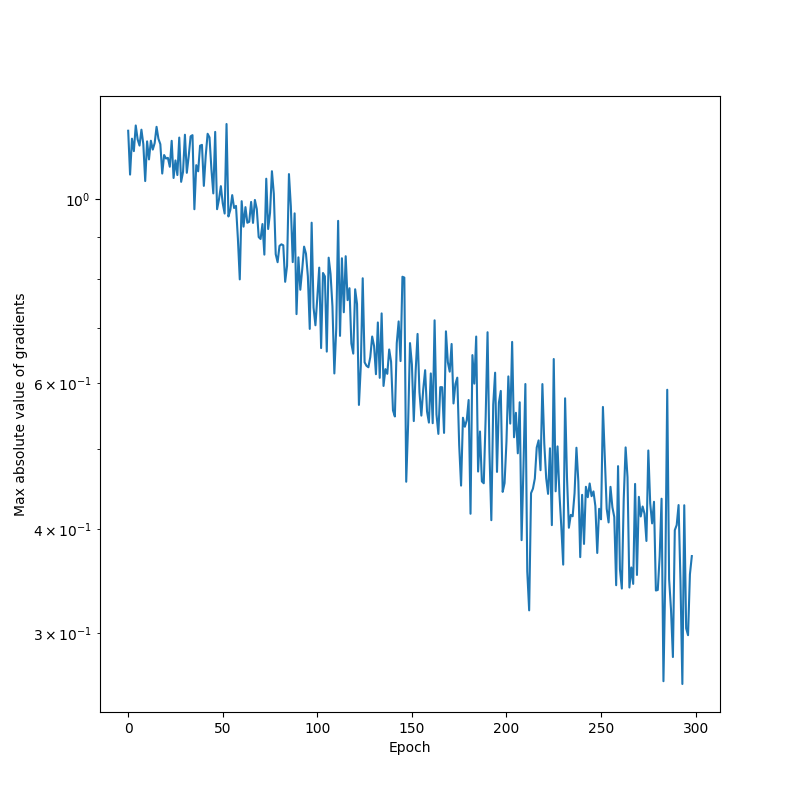 Max absolute value of gradients
10⁰
6 × 10⁻¹
4 × 10⁻¹
3 × 10⁻¹
0 50 100 150 200 250 300
Epoch